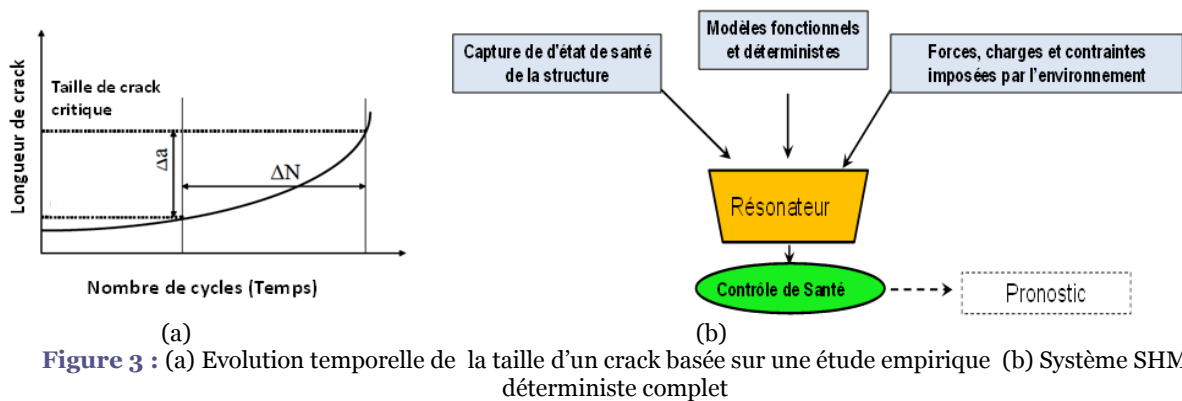 Longueur de crack
Taille de crack
critique
Δa
ΔN
Nombre de cycles (Temps)
(a)
Capture de d'état de santé
de la structure
Modèles fonctionnels
et déterministes
Forces, charges et contraintes
imposées par l'environnement
Résonateur
Contrôle de Santé
Pronostic
(b)
Figure 3 : (a) Evolution temporelle de la taille d'un crack basée sur une étude empirique (b) Système SHM
déterministe complet